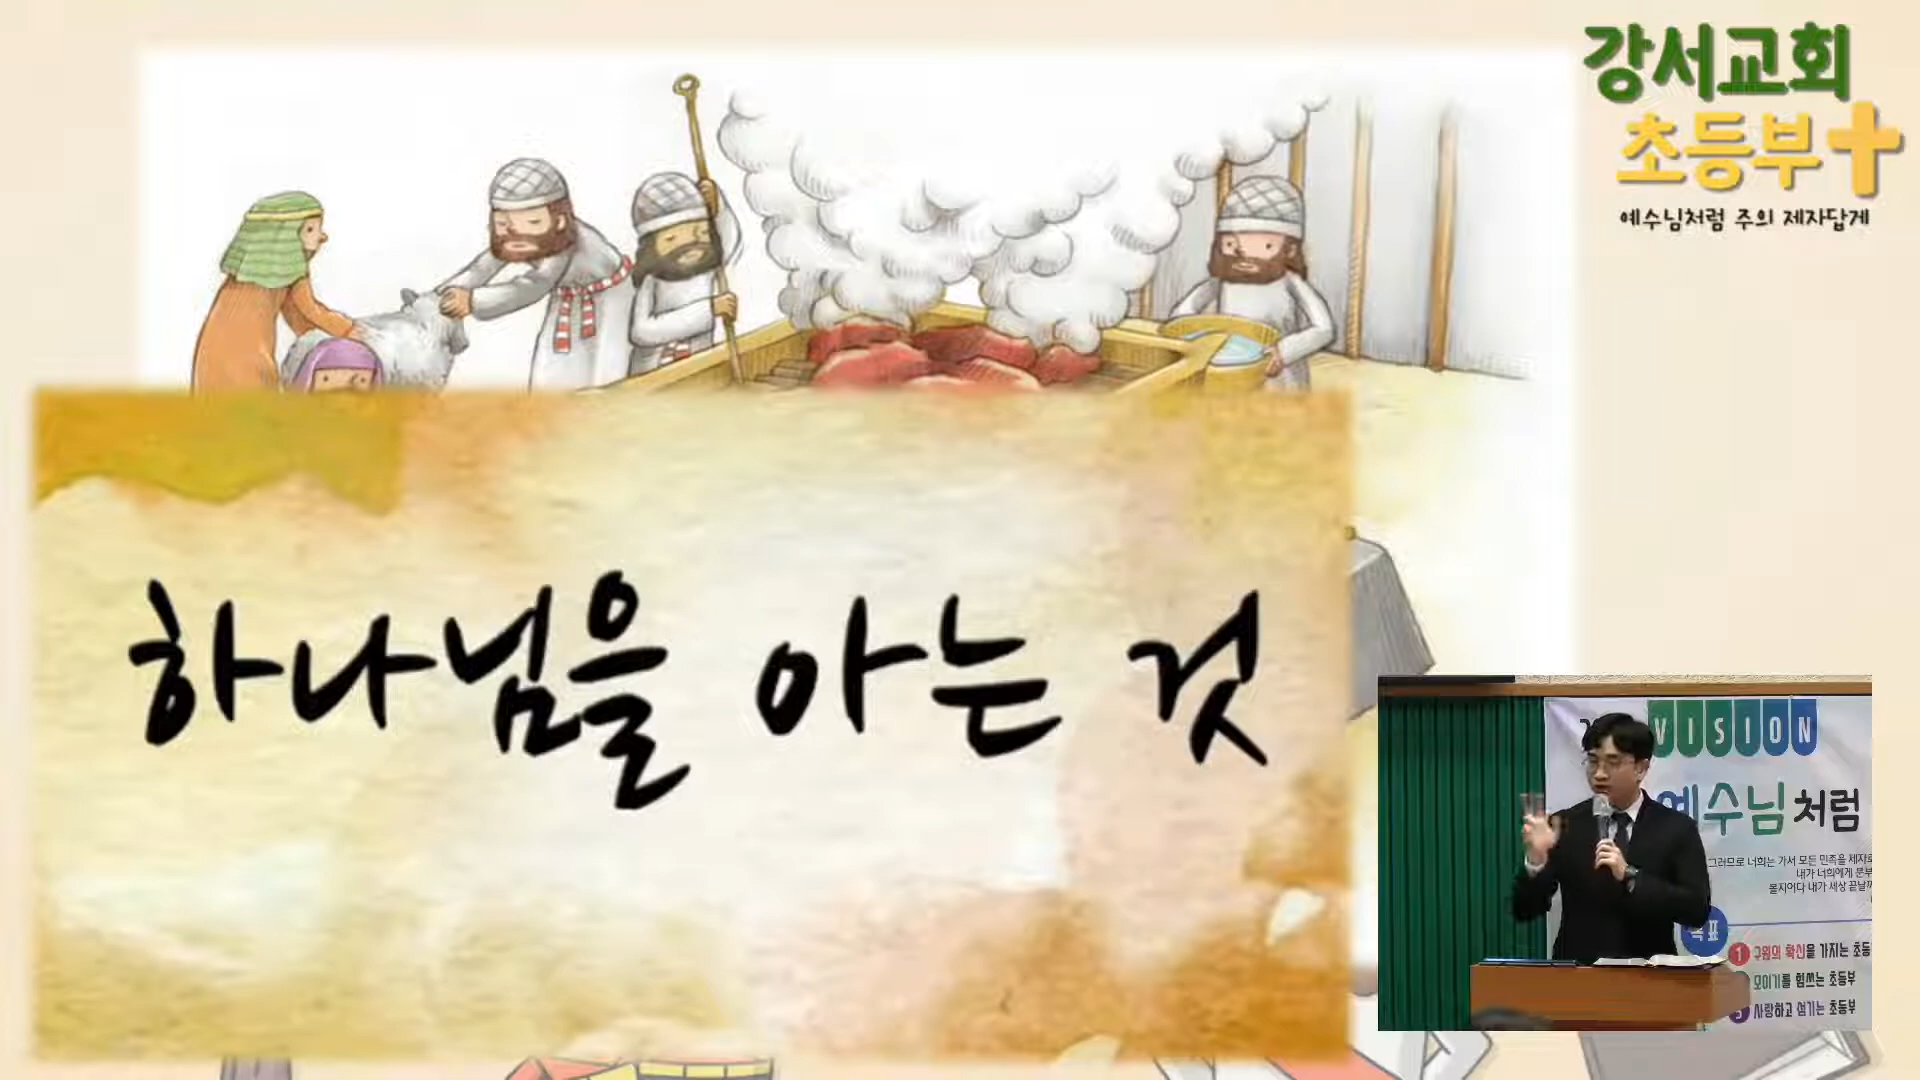 강서교회
초등부
예수님처럼 주의 제자답게
하나님을 아는 것
VISION
예수님처럼
그러므로 너희는 가서 모든 민족을 제자로
내가 너희에게 분부
볼지어다 내가 세상 끝날까
목표
1 구원의 확신을 가지는 초등
모이기를 힘쓰는 초등부
3 사랑하고 섬기는 초등부